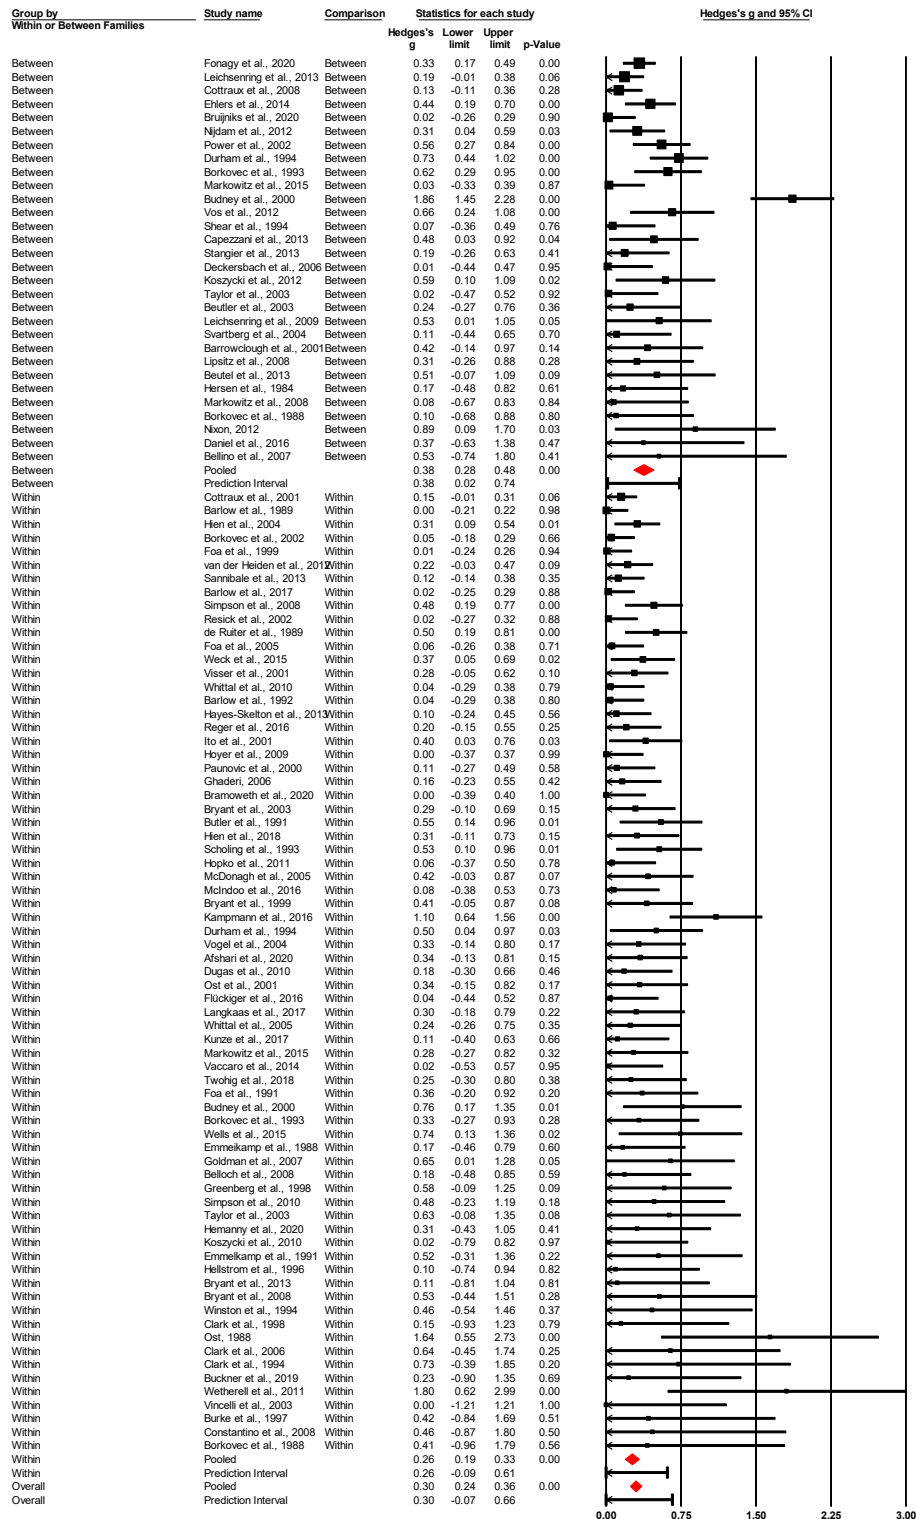 Group by Study name Comparison Statistics for each study Hedges's g and 95% CI
Within or Between Families
Hedges's Lower Upper
g limit limit p-Value
Between Fonagy et al., 2020 Between 0.33 0.17 0.49 0.00
Between Leichsenring et al., 2013 Between 0.19 -0.01 0.38 0.06
Between Cottraux et al., 2008 Between 0.13 -0.11 0.36 0.28
Between Ehlers et al., 2014 Between 0.44 0.19 0.70 0.00
Between Bruijniks et al., 2020 Between 0.02 -0.26 0.29 0.90
Between Nijdam et al., 2012 Between 0.31 0.04 0.59 0.03
Between Power et al., 2002 Between 0.56 0.27 0.84 0.00
Between Durham et al., 1994 Between 0.73 0.44 1.02 0.00
Between Borkovec et al., 1993 Between 0.62 0.29 0.95 0.00
Between Markowitz et al., 2015 Between 0.03 -0.33 0.39 0.87
Between Budney et al., 2000 Between 1.86 1.45 2.28 0.00
Between Vos et al., 2012 Between 0.66 0.24 1.08 0.00
Between Shear et al., 1994 Between 0.07 -0.36 0.49 0.76
Between Capezzani et al., 2013 Between 0.48 0.03 0.92 0.04
Between Stangier et al., 2013 Between 0.19 -0.26 0.63 0.41
Between Deckersbach et al., 2006 Between 0.01 -0.44 0.47 0.95
Between Koszycki et al., 2012 Between 0.59 0.10 1.09 0.02
Between Taylor et al., 2003 Between 0.02 -0.47 0.52 0.92
Between Beutler et al., 2003 Between 0.24 -0.27 0.76 0.36
Between Leichsenring et al., 2009 Between 0.53 0.01 1.05 0.05
Between Svartberg et al., 2004 Between 0.11 -0.44 0.65 0.70
Between Barrowclough et al., 2001 Between 0.42 -0.14 0.97 0.14
Between Lipsitz et al., 2008 Between 0.31 -0.26 0.88 0.28
Between Beutel et al., 2013 Between 0.51 -0.07 1.09 0.09
Between Hersen et al., 1984 Between 0.17 -0.48 0.82 0.61
Between Markowitz et al., 2008 Between 0.08 -0.67 0.83 0.84
Between Borkovec et al., 1988 Between 0.10 -0.68 0.88 0.80
Between Nixon, 2012 Between 0.89 0.09 1.70 0.03
Between Daniel et al., 2016 Between 0.37 -0.63 1.38 0.47
Between Bellino et al., 2007 Between 0.53 -0.74 1.80 0.41
Between Pooled 0.38 0.28 0.48 0.00
Between Prediction Interval 0.38 0.02 0.74
Within Cottraux et al., 2001 Within 0.15 -0.01 0.31 0.06
Within Barlow et al., 1989 Within 0.00 -0.21 0.22 0.98
Within Hien et al., 2004 Within 0.31 0.09 0.54 0.01
Within Borkovec et al., 2002 Within 0.05 -0.18 0.29 0.66
Within Foa et al., 1999 Within 0.01 -0.24 0.26 0.94
Within van der Heiden et al., 2012 Within 0.22 -0.03 0.47 0.09
Within Sannibale et al., 2013 Within 0.12 -0.14 0.38 0.35
Within Barlow et al., 2017 Within 0.02 -0.25 0.29 0.88
Within Simpson et al., 2008 Within 0.48 0.19 0.77 0.00
Within Resick et al., 2002 Within 0.02 -0.27 0.32 0.88
Within de Ruiter et al., 1989 Within 0.50 0.19 0.81 0.00
Within Foa et al., 2005 Within 0.06 -0.26 0.38 0.71
Within Weck et al., 2015 Within 0.37 0.05 0.69 0.02
Within Visser et al., 2001 Within 0.28 -0.05 0.62 0.10
Within Whittal et al., 2010 Within 0.04 -0.29 0.38 0.79
Within Barlow et al., 1992 Within 0.04 -0.29 0.38 0.80
Within Hayes-Skelton et al., 2013 Within 0.10 -0.24 0.45 0.56
Within Reger et al., 2016 Within 0.20 -0.15 0.55 0.25
Within Ito et al., 2001 Within 0.40 0.03 0.76 0.03
Within Hoyer et al., 2009 Within 0.00 -0.37 0.37 0.99
Within Paunovic et al., 2000 Within 0.11 -0.27 0.49 0.58
Within Ghaderi, 2006 Within 0.16 -0.23 0.55 0.42
Within Bramoweth et al., 2020 Within 0.00 -0.39 0.40 1.00
Within Bryant et al., 2003 Within 0.29 -0.10 0.69 0.15
Within Butler et al., 1991 Within 0.55 0.14 0.96 0.01
Within Hien et al., 2018 Within 0.31 -0.11 0.73 0.15
Within Scholing et al., 1993 Within 0.53 0.10 0.96 0.01
Within Hopko et al., 2011 Within 0.06 -0.37 0.50 0.78
Within McDonagh et al., 2005 Within 0.42 -0.03 0.87 0.07
Within McIndoo et al., 2016 Within 0.08 -0.38 0.53 0.73
Within Bryant et al., 1999 Within 0.41 -0.05 0.87 0.08
Within Kampmann et al., 2016 Within 1.10 0.64 1.56 0.00
Within Durham et al., 1994 Within 0.50 0.04 0.97 0.03
Within Vogel et al., 2004 Within 0.33 -0.14 0.80 0.17
Within Afshari et al., 2020 Within 0.34 -0.13 0.81 0.15
Within Dugas et al., 2010 Within 0.18 -0.30 0.66 0.46
Within Ost et al., 2001 Within 0.34 -0.15 0.82 0.17
Within Flückiger et al., 2016 Within 0.04 -0.44 0.52 0.87
Within Langkaas et al., 2017 Within 0.30 -0.18 0.79 0.22
Within Whittal et al., 2005 Within 0.24 -0.26 0.75 0.35
Within Kunze et al., 2017 Within 0.11 -0.40 0.63 0.66
Within Markowitz et al., 2015 Within 0.28 -0.27 0.82 0.32
Within Vaccaro et al., 2014 Within 0.02 -0.53 0.57 0.95
Within Twohig et al., 2018 Within 0.25 -0.30 0.80 0.38
Within Foa et al., 1991 Within 0.36 -0.20 0.92 0.20
Within Budney et al., 2000 Within 0.76 0.17 1.35 0.01
Within Borkovec et al., 1993 Within 0.33 -0.27 0.93 0.28
Within Wells et al., 2015 Within 0.74 0.13 1.36 0.02
Within Emmeikamp et al., 1988 Within 0.17 -0.46 0.79 0.60
Within Goldman et al., 2007 Within 0.65 0.01 1.28 0.05
Within Belloch et al., 2008 Within 0.18 -0.48 0.85 0.59
Within Greenberg et al., 1998 Within 0.58 -0.09 1.25 0.09
Within Simpson et al., 2010 Within 0.48 -0.23 1.19 0.18
Within Taylor et al., 2003 Within 0.63 -0.08 1.35 0.08
Within Hemanny et al., 2020 Within 0.31 -0.43 1.05 0.41
Within Koszycki et al., 2010 Within 0.02 -0.79 0.82 0.97
Within Emmelkamp et al., 1991 Within 0.52 -0.31 1.36 0.22
Within Hellstrom et al., 1996 Within 0.10 -0.74 0.94 0.82
Within Bryant et al., 2013 Within 0.11 -0.81 1.04 0.81
Within Bryant et al., 2008 Within 0.53 -0.44 1.51 0.28
Within Winston et al., 1994 Within 0.46 -0.54 1.46 0.37
Within Clark et al., 1998 Within 0.15 -0.93 1.23 0.79
Within Ost, 1988 Within 1.64 0.55 2.73 0.00
Within Clark et al., 2006 Within 0.64 -0.45 1.74 0.25
Within Clark et al., 1994 Within 0.73 -0.39 1.85 0.20
Within Buckner et al., 2019 Within 0.23 -0.90 1.35 0.69
Within Wetherell et al., 2011 Within 1.80 0.62 2.99 0.00
Within Vincelli et al., 2003 Within 0.00 -1.21 1.21 1.00
Within Burke et al., 1997 Within 0.42 -0.84 1.69 0.51
Within Constantino et al., 2008 Within 0.46 -0.87 1.80 0.50
Within Borkovec et al., 1988 Within 0.41 -0.96 1.79 0.56
Within Pooled 0.26 0.19 0.33 0.00
Within Prediction Interval 0.26 -0.09 0.61
Overall Pooled 0.30 0.24 0.36 0.00
Overall Prediction Interval 0.30 -0.07 0.66
0.00 0.75 1.50 2.25 3.00